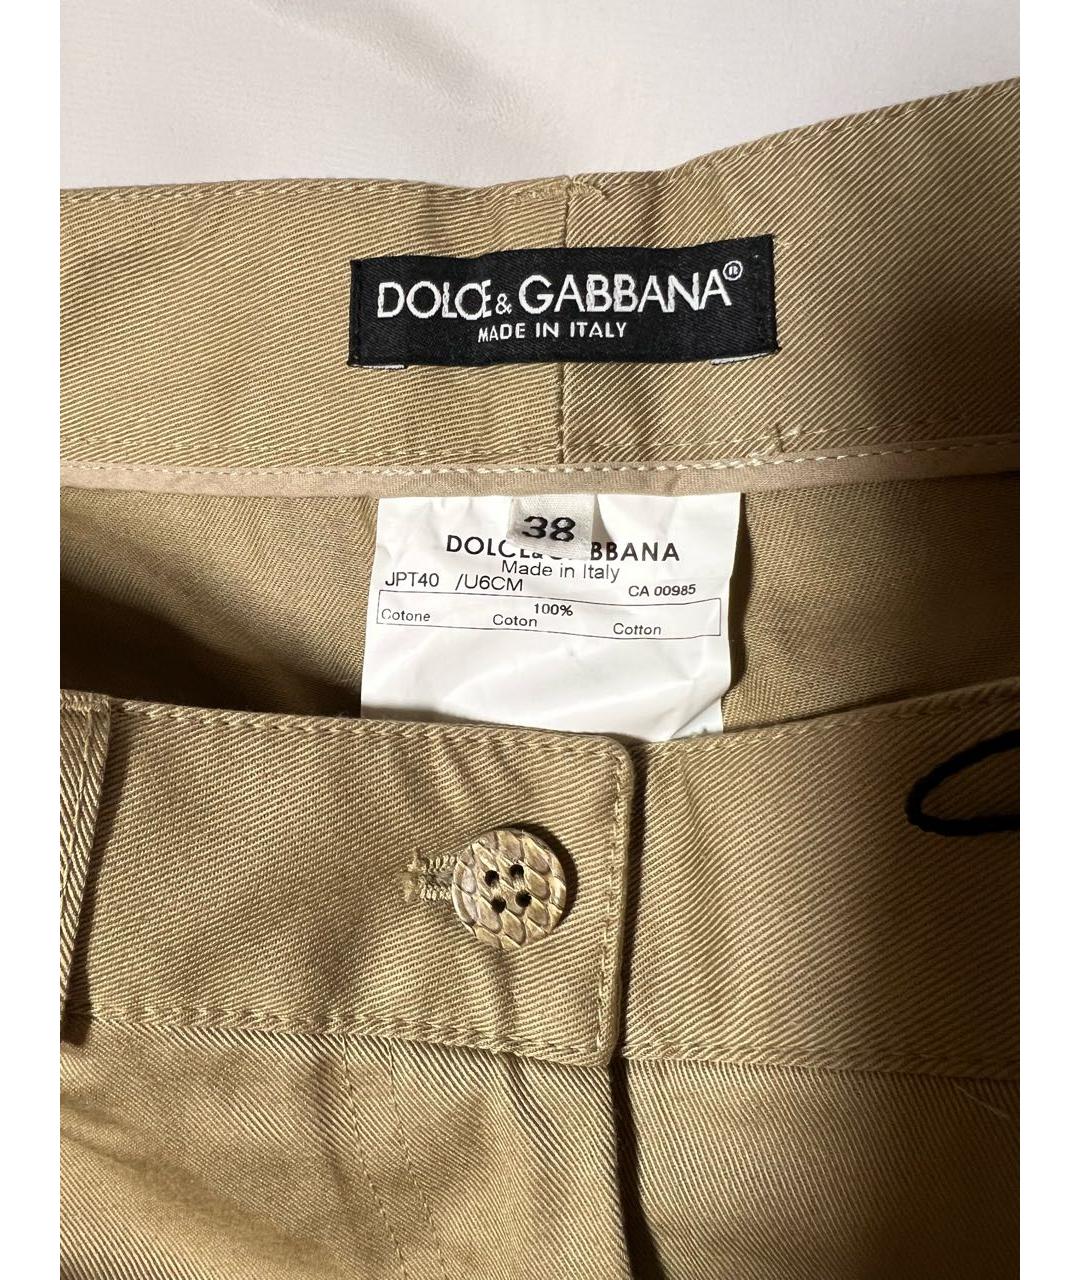 DOLCE & GABBANA®
MADE IN ITALY
38
DOLCE & GABBANA
Made in Italy
JPT40 /U6CM CA 00985
100%
Cotone Coton Cotton